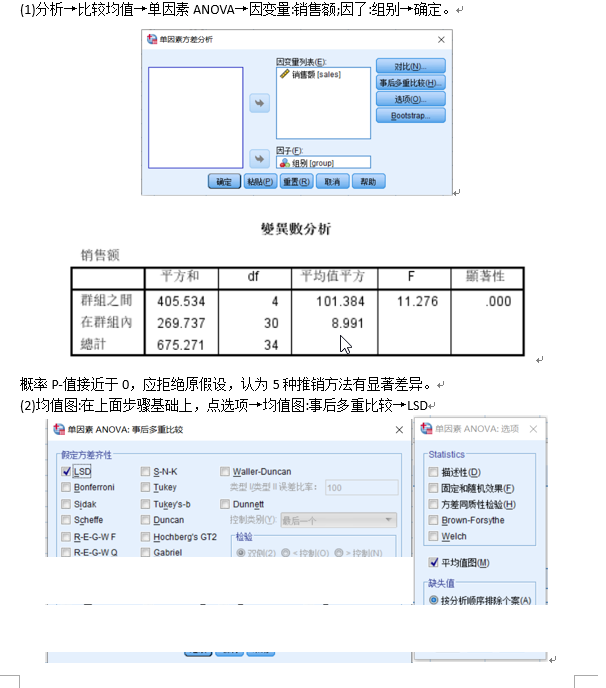 (1)分析→比较均值→单因素 ANOVA→因变量:销售额;因了:组别→确定。
单因素方差分析
因变量列表(E):
销售额 [sales]
对比(N)...
事后多重比较(H)...
选项(O)...
Bootstrap...
因子(F):
组别 [group]
确定 粘贴(P) 重置(R) 取消 帮助
變異數分析
销售额
平方和 df 平均值平方 F 顯著性
群組之間 405.534 4 101.384 11.276 .000
在群組內 269.737 30 8.991
總計 675.271 34
概率 P-值接近于 0，应拒绝原假设，认为 5 种推销方法有显著差异。
(2)均值图:在上面步骤基础上，点选项→均值图:事后多重比较→LSD
单因素 ANOVA: 事后多重比较
假定方差齐性
LSD S-N-K Waller-Duncan
Bonferroni Tukey 类型 I/类型 II 误差比率： 100
Sidak Tukey's-b Dunnett
Scheffe Duncan 控制类别(Y): 最后一个
R-E-G-W F Hochberg's GT2 检验
R-E-G-W Q Gabriel 双侧(2) < 控制(O) > 控制(N)
单因素 ANOVA: 选项
Statistics
描述性(D)
固定和随机效果(F)
方差同质性检验(H)
Brown-Forsythe
Welch
平均值图(M)
缺失值
按分析顺序排除个案(A)